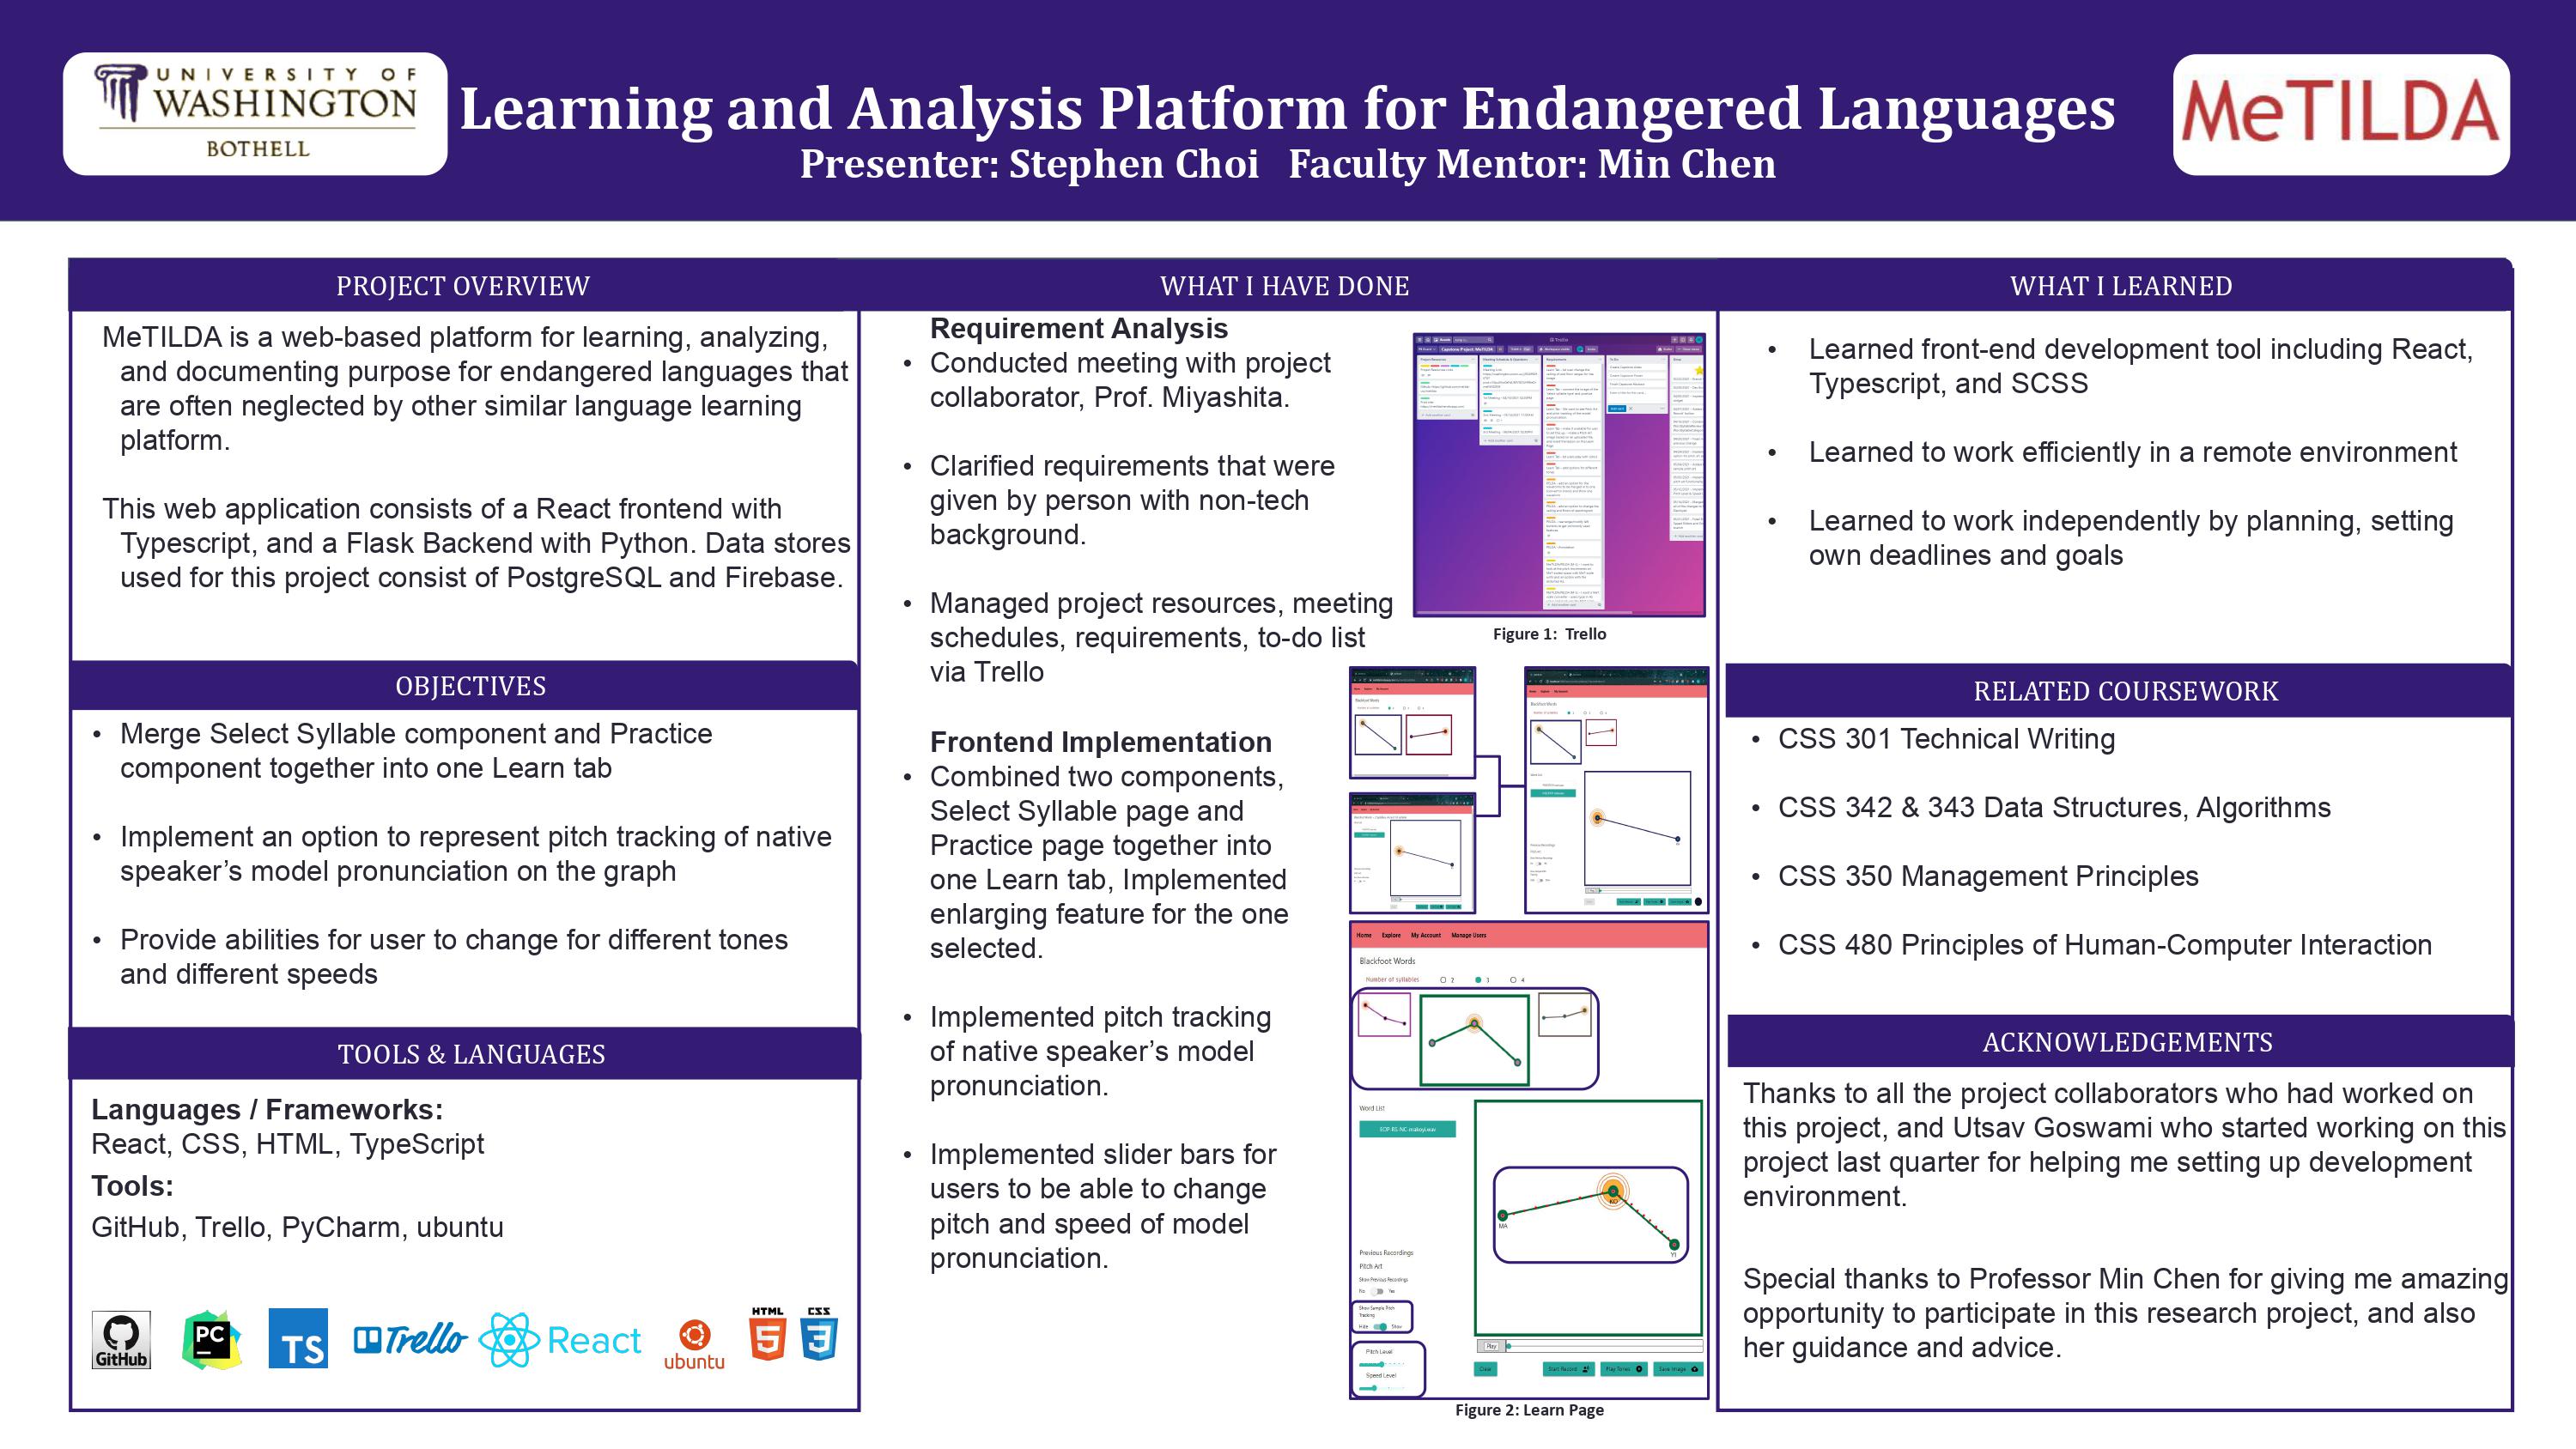 UNIVERSITY OF
WASHINGTON
BOTHELL
Learning and Analysis Platform for Endangered Languages
Presenter: Stephen Choi   Faculty Mentor: Min Chen
MeTILDA
PROJECT OVERVIEW
MeTILDA is a web-based platform for learning, analyzing,
and documenting purpose for endangered languages that
are often neglected by other similar language learning
platform.
This web application consists of a React frontend with
Typescript, and a Flask Backend with Python. Data stores
used for this project consist of PostgreSQL and Firebase.
OBJECTIVES
• Merge Select Syllable component and Practice
component together into one Learn tab
• Implement an option to represent pitch tracking of native
speaker’s model pronunciation on the graph
• Provide abilities for user to change for different tones
and different speeds
TOOLS & LANGUAGES
Languages / Frameworks:
React, CSS, HTML, TypeScript
Tools:
GitHub, Trello, PyCharm, ubuntu
GitHub
PC
TS
Trello
React
ubuntu
HTML
5
CSS
3
WHAT I HAVE DONE
Requirement Analysis
• Conducted meeting with project
collaborator, Prof. Miyashita.
• Clarified requirements that were
given by person with non-tech
background.
• Managed project resources, meeting
schedules, requirements, to-do list
via Trello
Frontend Implementation
• Combined two components,
Select Syllable page and
Practice page together into
one Learn tab, Implemented
enlarging feature for the one
selected.
• Implemented pitch tracking
of native speaker’s model
pronunciation.
• Implemented slider bars for
users to be able to change
pitch and speed of model
pronunciation.
Figure 1:  Trello
Home Explore My Account Manage Users
Blackfoot Words
Number of syllables 2 3 4
Word List
Previous Recordings
Pitch Art
Show Previous Recordings
No Yes
Show Sample Pitch
Tracking
Hide Show
Pitch Level
Speed Level
MA
KO
YI
Play
Clear
Start Record
Play Tones
Save Image
Figure 2: Learn Page
WHAT I LEARNED
• Learned front-end development tool including React,
Typescript, and SCSS
• Learned to work efficiently in a remote environment
• Learned to work independently by planning, setting
own deadlines and goals
RELATED COURSEWORK
• CSS 301 Technical Writing
• CSS 342 & 343 Data Structures, Algorithms
• CSS 350 Management Principles
• CSS 480 Principles of Human-Computer Interaction
ACKNOWLEDGEMENTS
Thanks to all the project collaborators who had worked on
this project, and Utsav Goswami who started working on this
project last quarter for helping me setting up development
environment.
Special thanks to Professor Min Chen for giving me amazing
opportunity to participate in this research project, and also
her guidance and advice.